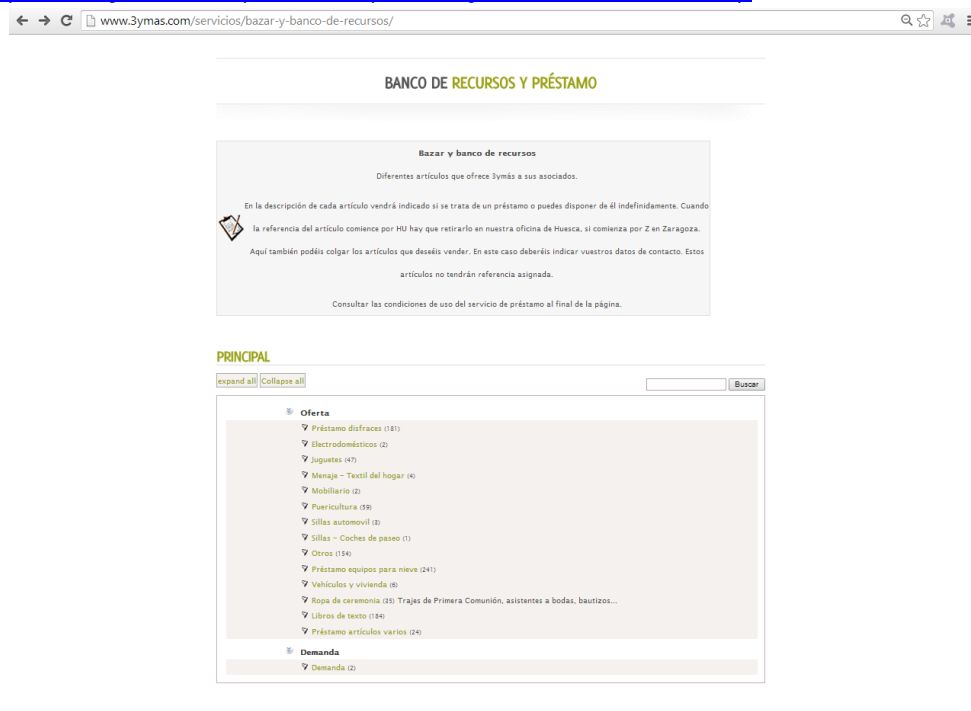 www.3ymas.com/servicios/bazar-y-banco-de-recursos/
BANCO DE RECURSOS Y PRÉSTAMO
Bazar y banco de recursos
Diferentes artículos que ofrece 3ymás a sus asociados.
En la descripción de cada artículo vendrá indicado si se trata de un préstamo o puedes disponer de él indefinidamente. Cuando
la referencia del artículo comience por HU hay que retirarlo en nuestra oficina de Huesca, si comienza por Z en Zaragoza.
Aquí también podéis colgar los artículos que deseéis vender. En este caso deberéis indicar vuestros datos de contacto. Estos
artículos no tendrán referencia asignada.
Consultar las condiciones de uso del servicio de préstamo al final de la página.
PRINCIPAL
expand all Collapse all
Buscar
Oferta
Préstamo disfraces (181)
Electrodomésticos (2)
Juguetes (47)
Menaje - Textil del hogar (4)
Mobiliario (2)
Puericultura (59)
Sillas automovil (3)
Sillas - Coches de paseo (1)
Otros (154)
Préstamo equipos para nieve (241)
Vehículos y vivienda (6)
Ropa de ceremonia (35) Trajes de Primera Comunión, asistentes a bodas, bautizos...
Libros de texto (184)
Préstamo artículos varios (24)
Demanda
Demanda (2)